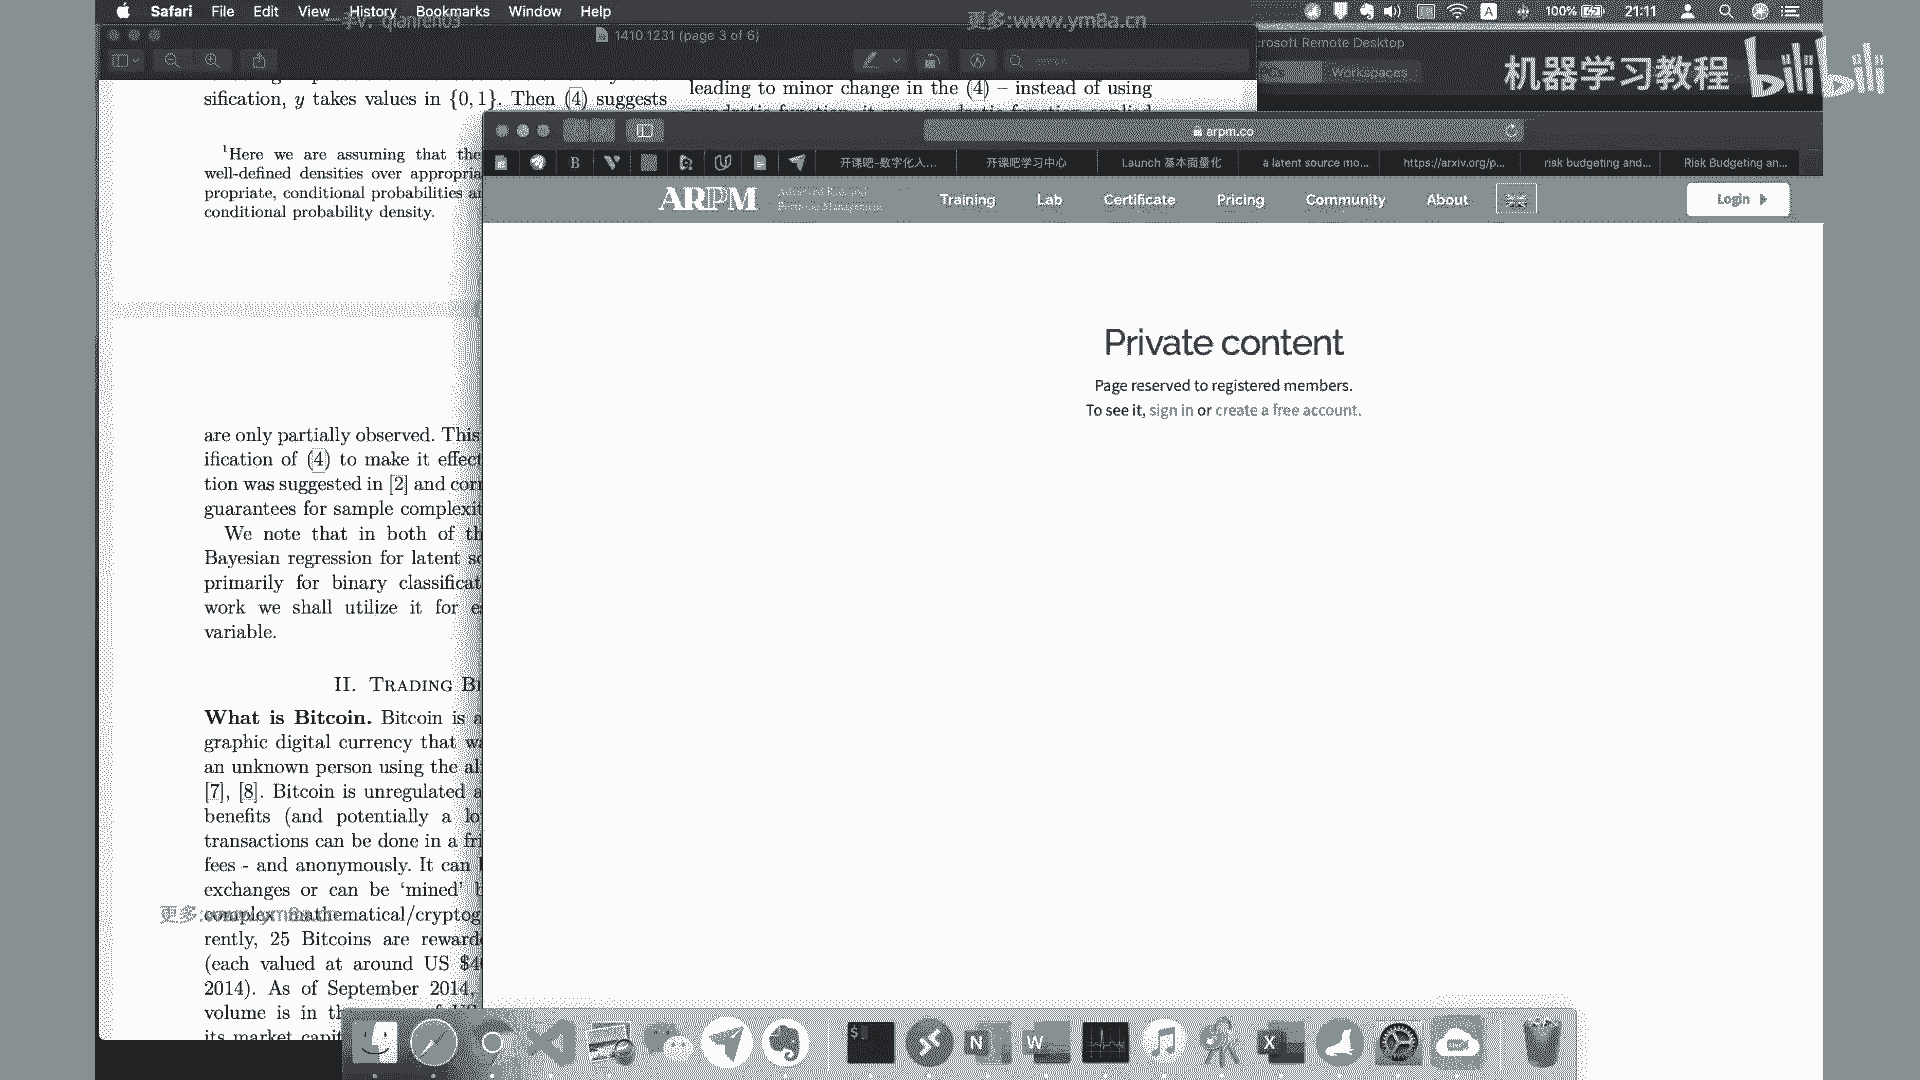 Safari File Edit View History Bookmarks Window Help
更多:www.ym8a.cn
100% 21:11
1410.1231 (page 3 of 6)
rosoft Remote Desktop
Workspaces
机器学习教程 bilibili
sification, y takes values in {0, 1}. Then (4) suggests
leading to minor change in the (4) – instead of using
¹Here we are assuming that the
well-defined densities over appropria
propriate, conditional probabilities a
conditional probability density.
arpm.co
开课吧-数字化人...
开课吧学习中心
Launch 基本面量化
a latent source mo...
https://arxiv.org/p...
risk budgeting and...
Risk Budgeting an...
ARPM
Training Lab Certificate Pricing Community About
Login
Private content
Page reserved to registered members.
To see it, sign in or create a free account.
are only partially observed. This
ification of (4) to make it effect
tion was suggested in [2] and corr
guarantees for sample complexit
We note that in both of th
Bayesian regression for latent so
primarily for binary classificat
work we shall utilize it for es
variable.
II. Trading Bi
What is Bitcoin. Bitcoin is a
graphic digital currency that wa
an unknown person using the al
[7], [8]. Bitcoin is unregulated a
benefits (and potentially a lo
transactions can be done in a fri
fees - and anonymously. It can b
exchanges or can be ‘mined’ b
complex mathematical/cryptog
更多:www.ym8a.cn
rently, 25 Bitcoins are rewarde
(each valued at around US $4
2014). As of September 2014,
volume is in th
its market capit